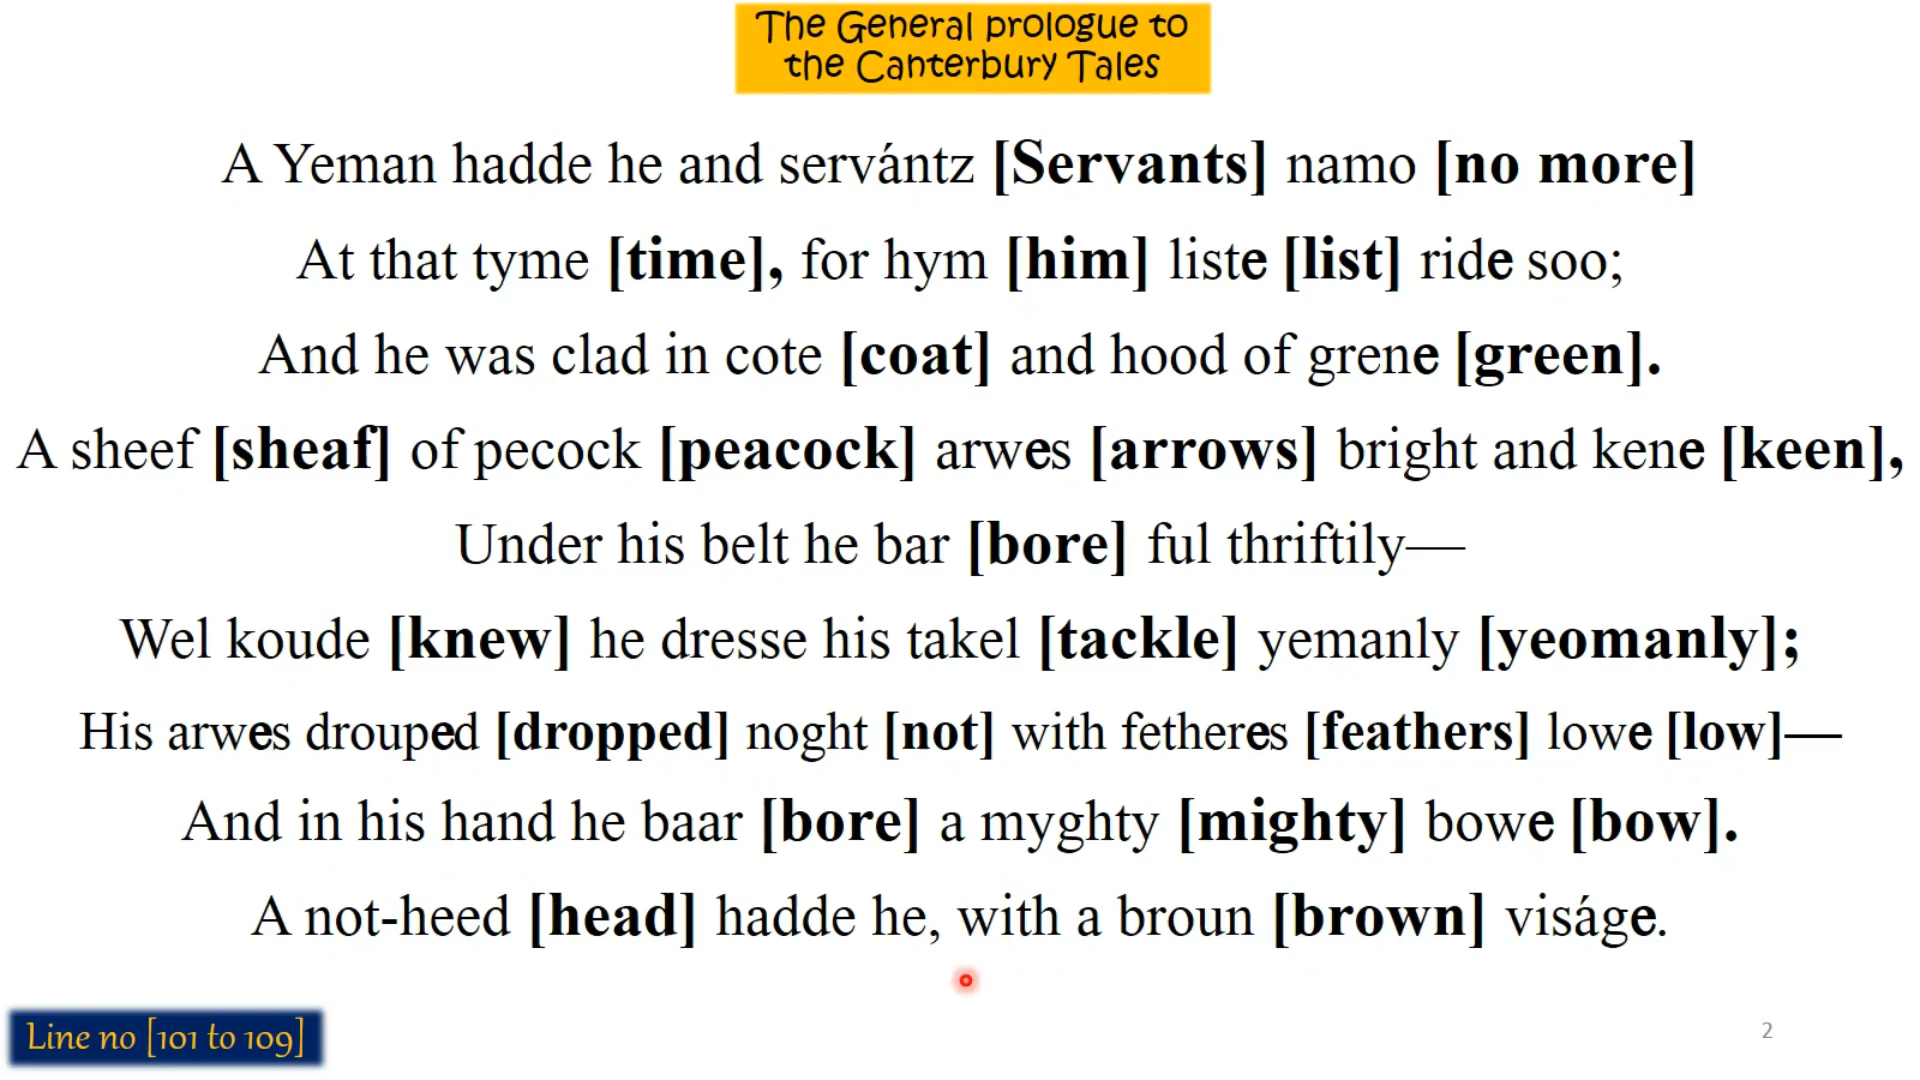 The General prologue to
the Canterbury Tales
A Yeman hadde he and servántz [Servants] namo [no more]
At that tyme [time], for hym [him] liste [list] ride soo;
And he was clad in cote [coat] and hood of grene [green].
A sheef [sheaf] of pecock [peacock] arwes [arrows] bright and kene [keen],
Under his belt he bar [bore] ful thriftily—
Wel koude [knew] he dresse his takel [tackle] yemanly [yeomanly];
His arwes drouped [dropped] noght [not] with fetheres [feathers] lowe [low]—
And in his hand he baar [bore] a myghty [mighty] bowe [bow].
A not-heed [head] hadde he, with a broun [brown] viságe.
Line no [101 to 109]
2